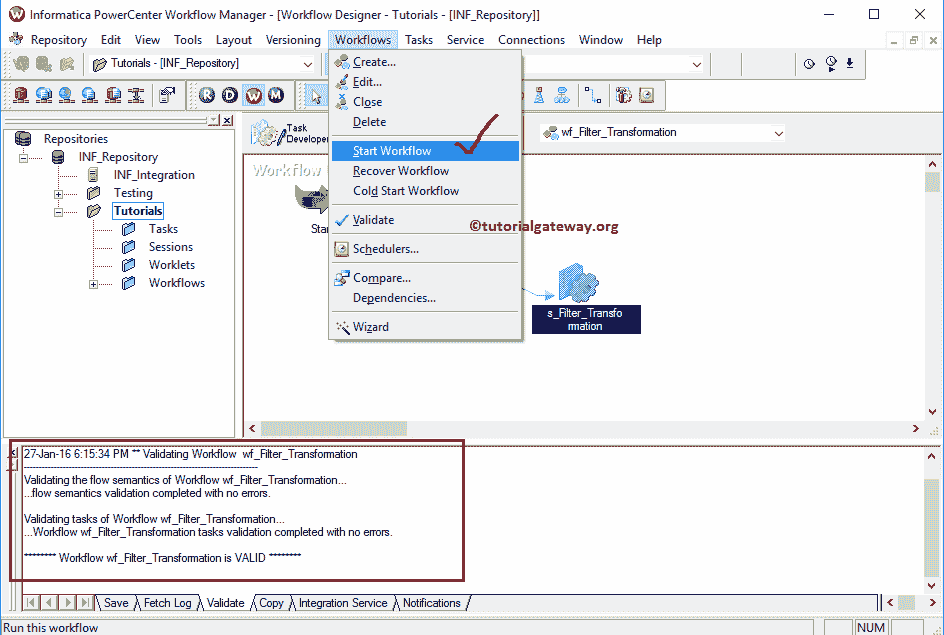 Informatica PowerCenter Workflow Manager - [Workflow Designer - Tutorials - [INF_Repository]]
Repository Edit View Tools Layout Versioning Workflows Tasks Service Connections Window Help
Tutorials - [INF_Repository]
R D W M
Repositories
INF_Repository
INF_Integration
Testing
Tutorials
Tasks
Sessions
Worklets
Workflows
Create...
Edit...
Close
Delete
Start Workflow
Recover Workflow
Cold Start Workflow
Validate
Schedulers...
Compare...
Dependencies...
Wizard
Task
Developer
wf_Filter_Transformation
Workflow
Star
©tutorialgateway.org
s_Filter_Transfo
rmation
27-Jan-16 6:15:34 PM ** Validating Workflow wf_Filter_Transformation
----------------------------------------------------------------------
Validating the flow semantics of Workflow wf_Filter_Transformation...
...flow semantics validation completed with no errors.
Validating tasks of Workflow wf_Filter_Transformation...
...Workflow wf_Filter_Transformation tasks validation completed with no errors.
******** Workflow wf_Filter_Transformation is VALID ********
Save Fetch Log Validate Copy Integration Service Notifications
Run this workflow
NUM